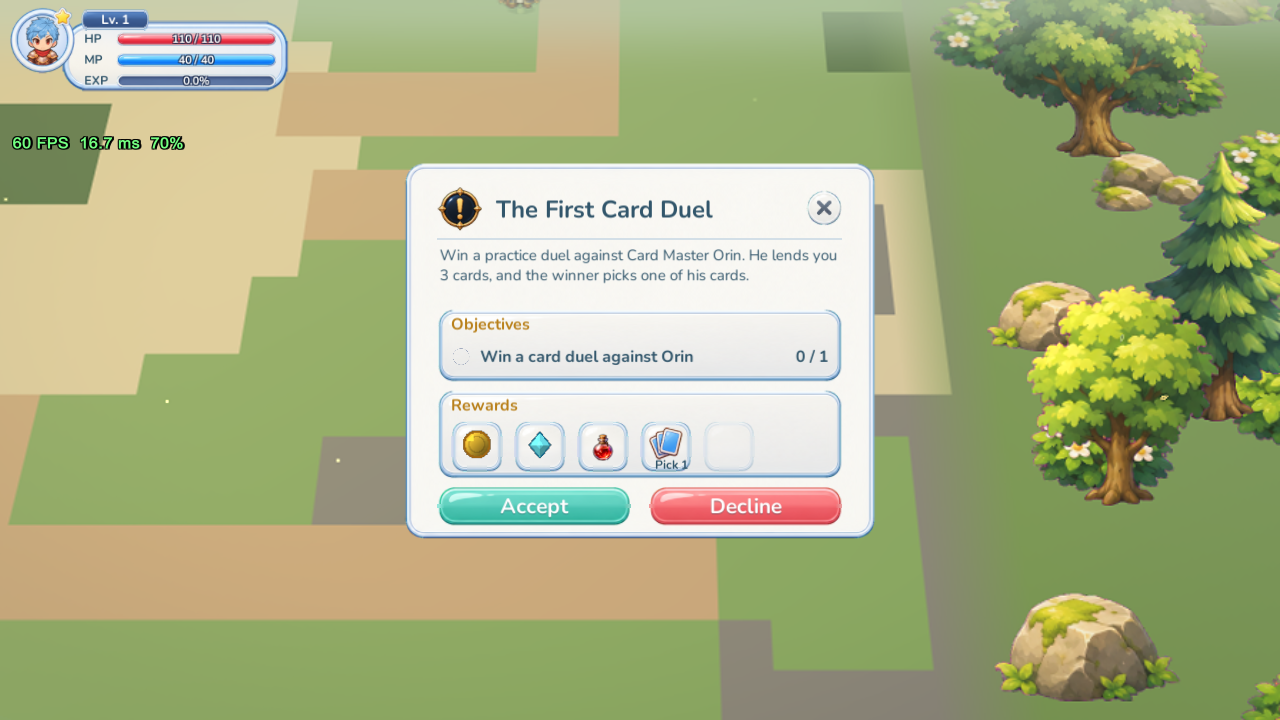 Lv. 1
HP 110 / 110
MP 40 / 40
EXP 0.0%
60 FPS 16.7 ms 70%
The First Card Duel
Win a practice duel against Card Master Orin. He lends you
3 cards, and the winner picks one of his cards.
Objectives
Win a card duel against Orin 0 / 1
Rewards
Pick 1
Accept Decline